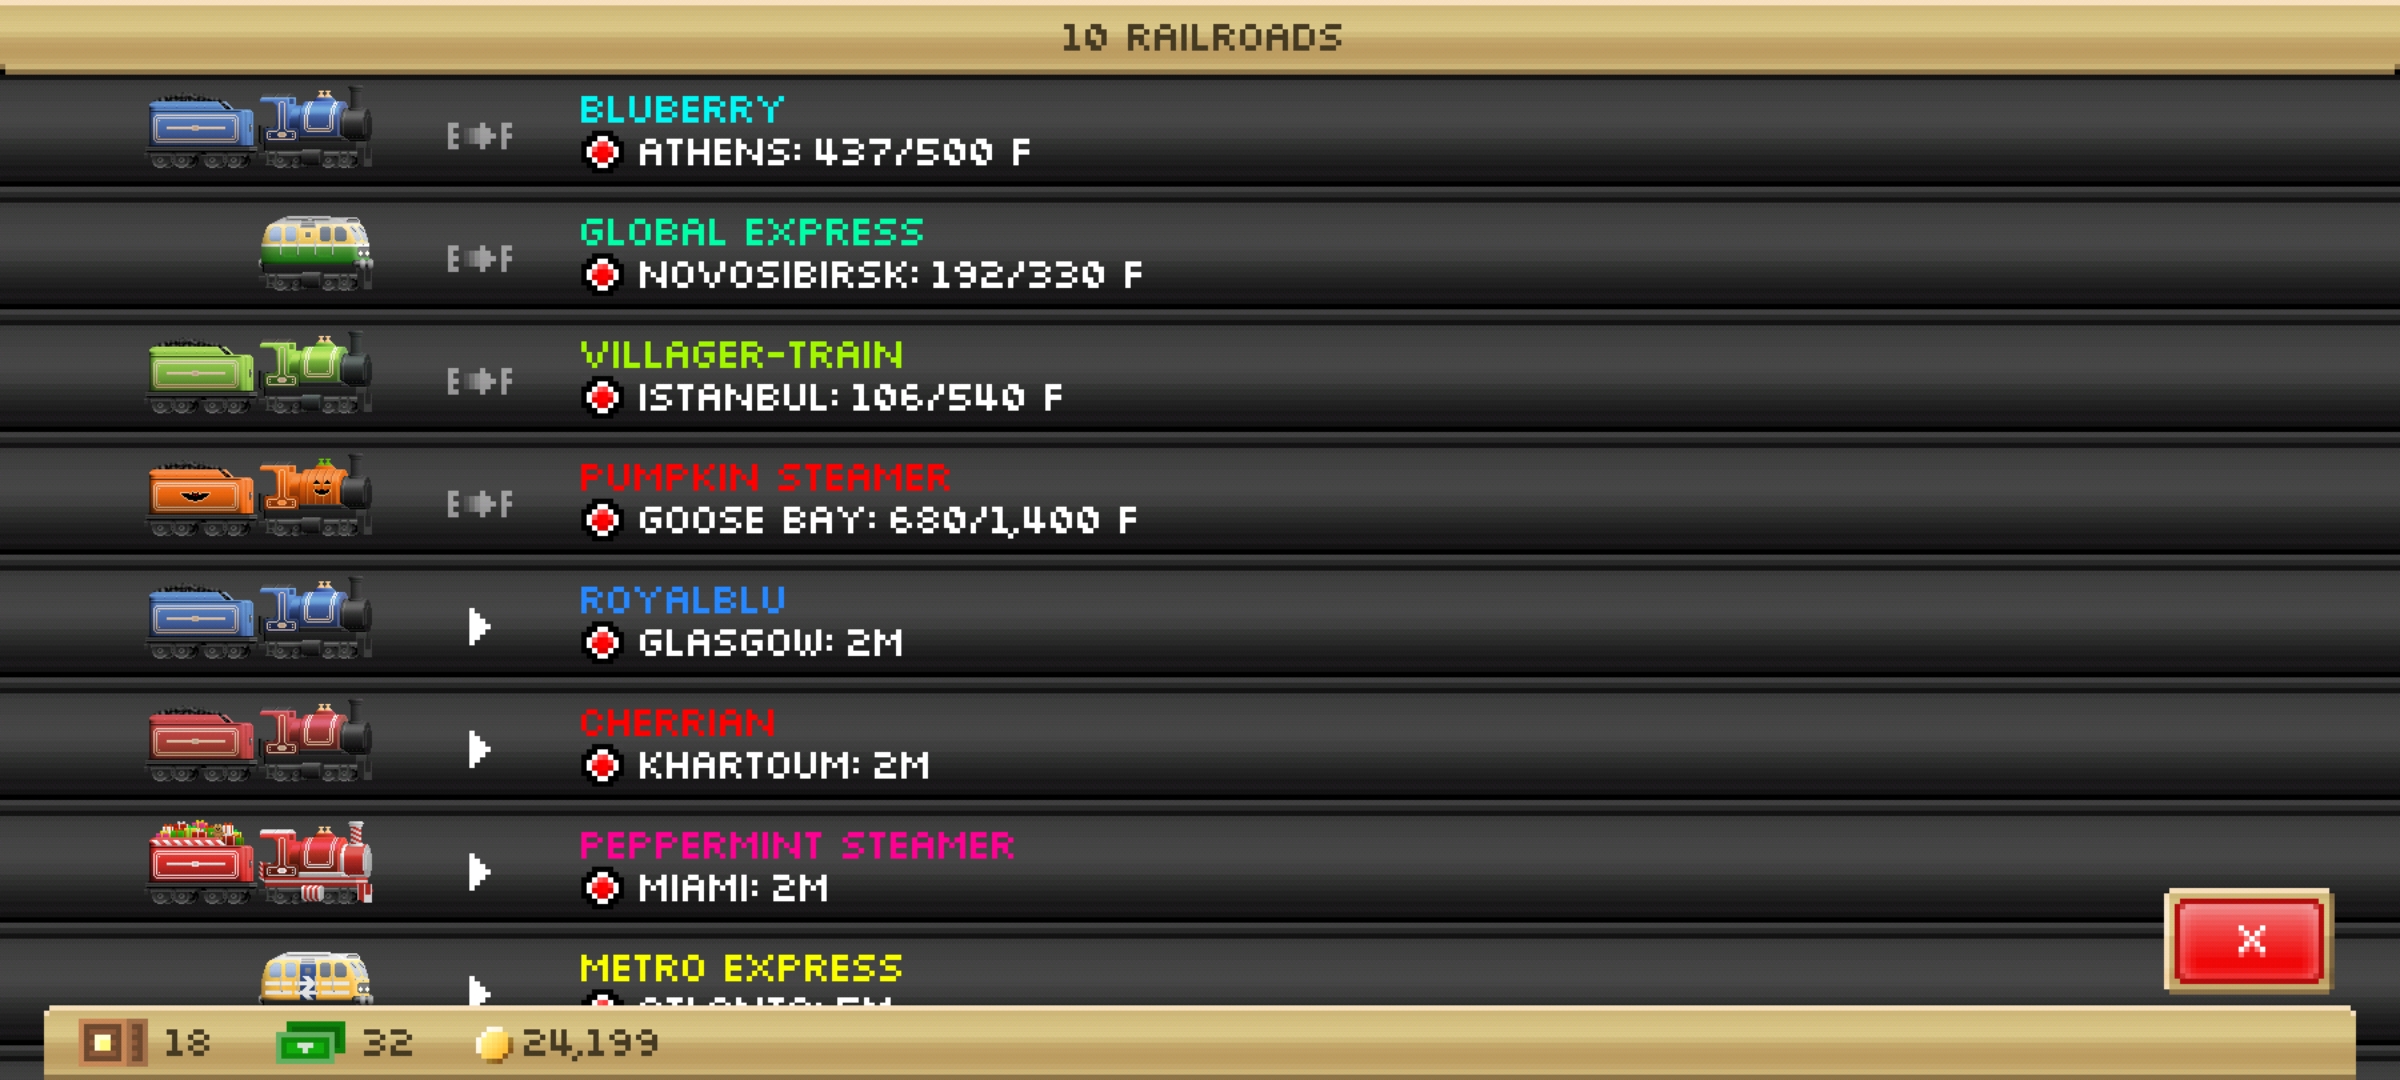 10 RAILROADS
BLUBERRY
E F
ATHENS: 437/500 F
GLOBAL EXPRESS
E F
NOVOSIBIRSK: 192/330 F
VILLAGER-TRAIN
E F
ISTANBUL: 106/540 F
PUMPKIN STEAMER
E F
GOOSE BAY: 680/1,400 F
ROYALBLU
GLASGOW: 2M
CHERRIAN
KHARTOUM: 2M
PEPPERMINT STEAMER
MIAMI: 2M
X
METRO EXPRESS
18 32 24,199